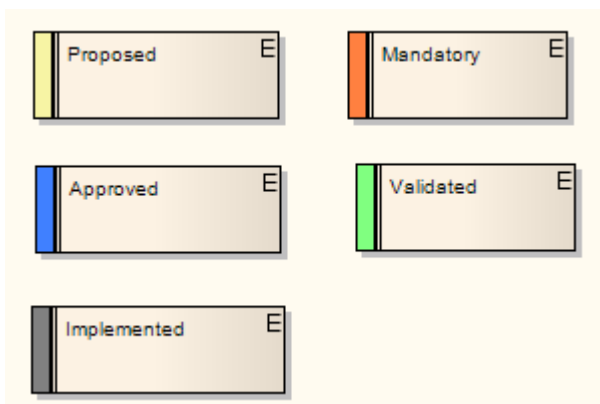 Proposed E
Mandatory E
Approved E
Validated E
Implemented E